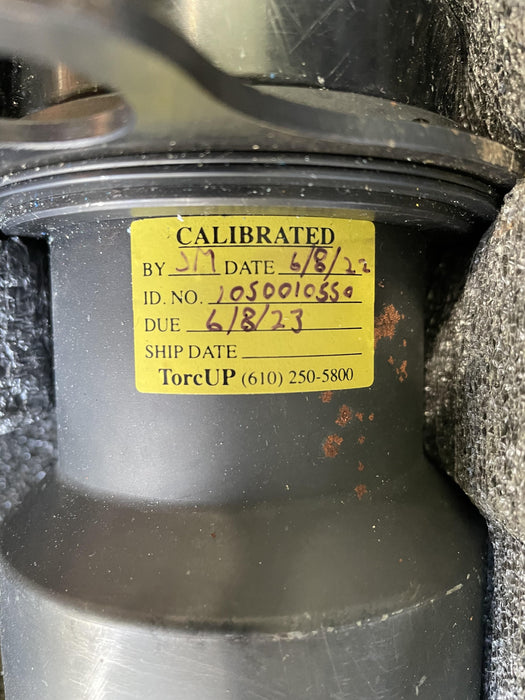 CALIBRATED
BY JM DATE 6/8/22
ID. NO. 1050010550
DUE 6/8/23
SHIP DATE
TorcUP (610) 250-5800